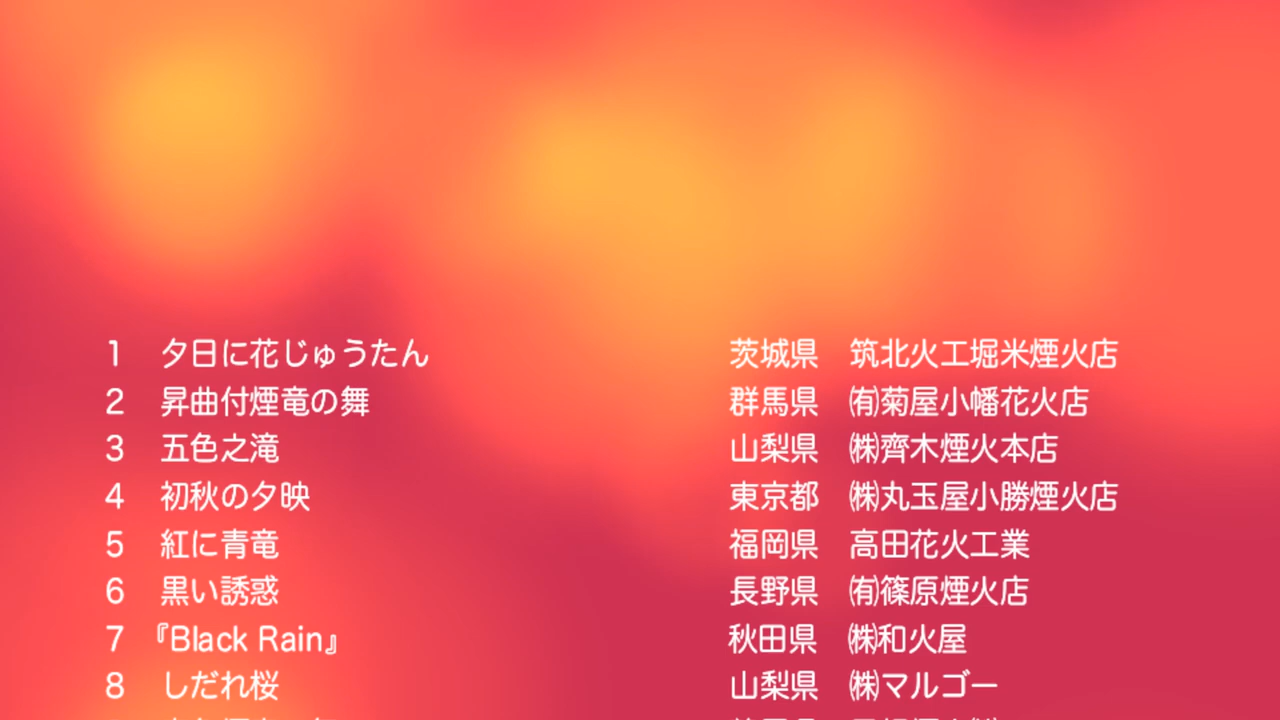 1 夕日に花じゅうたん 茨城県 筑北火工堀米煙火店
2 昇曲付煙竜の舞 群馬県 ㈲菊屋小幡花火店
3 五色之滝 山梨県 ㈱齊木煙火本店
4 初秋の夕映 東京都 ㈱丸玉屋小勝煙火店
5 紅に青竜 福岡県 高田花火工業
6 黒い誘惑 長野県 ㈲篠原煙火店
7 『Black Rain』 秋田県 ㈱和火屋
8 しだれ桜 山梨県 ㈱マルゴー